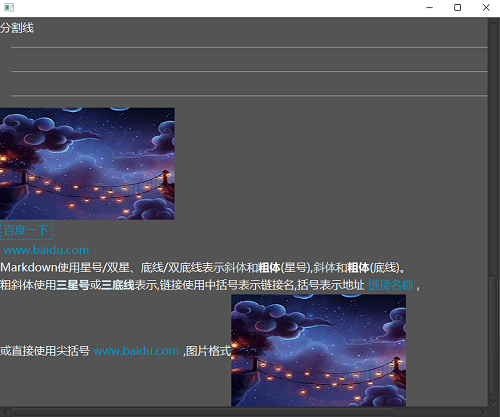 分割线
百度一下
www.baidu.com
Markdown使用星号/双星、底线/双底线表示斜体和粗体(星号),斜体和粗体(底线)。
粗斜体使用三星号或三底线表示,链接使用中括号表示链接名,括号表示地址 链接名称 ,
或直接使用尖括号 www.baidu.com ,图片格式